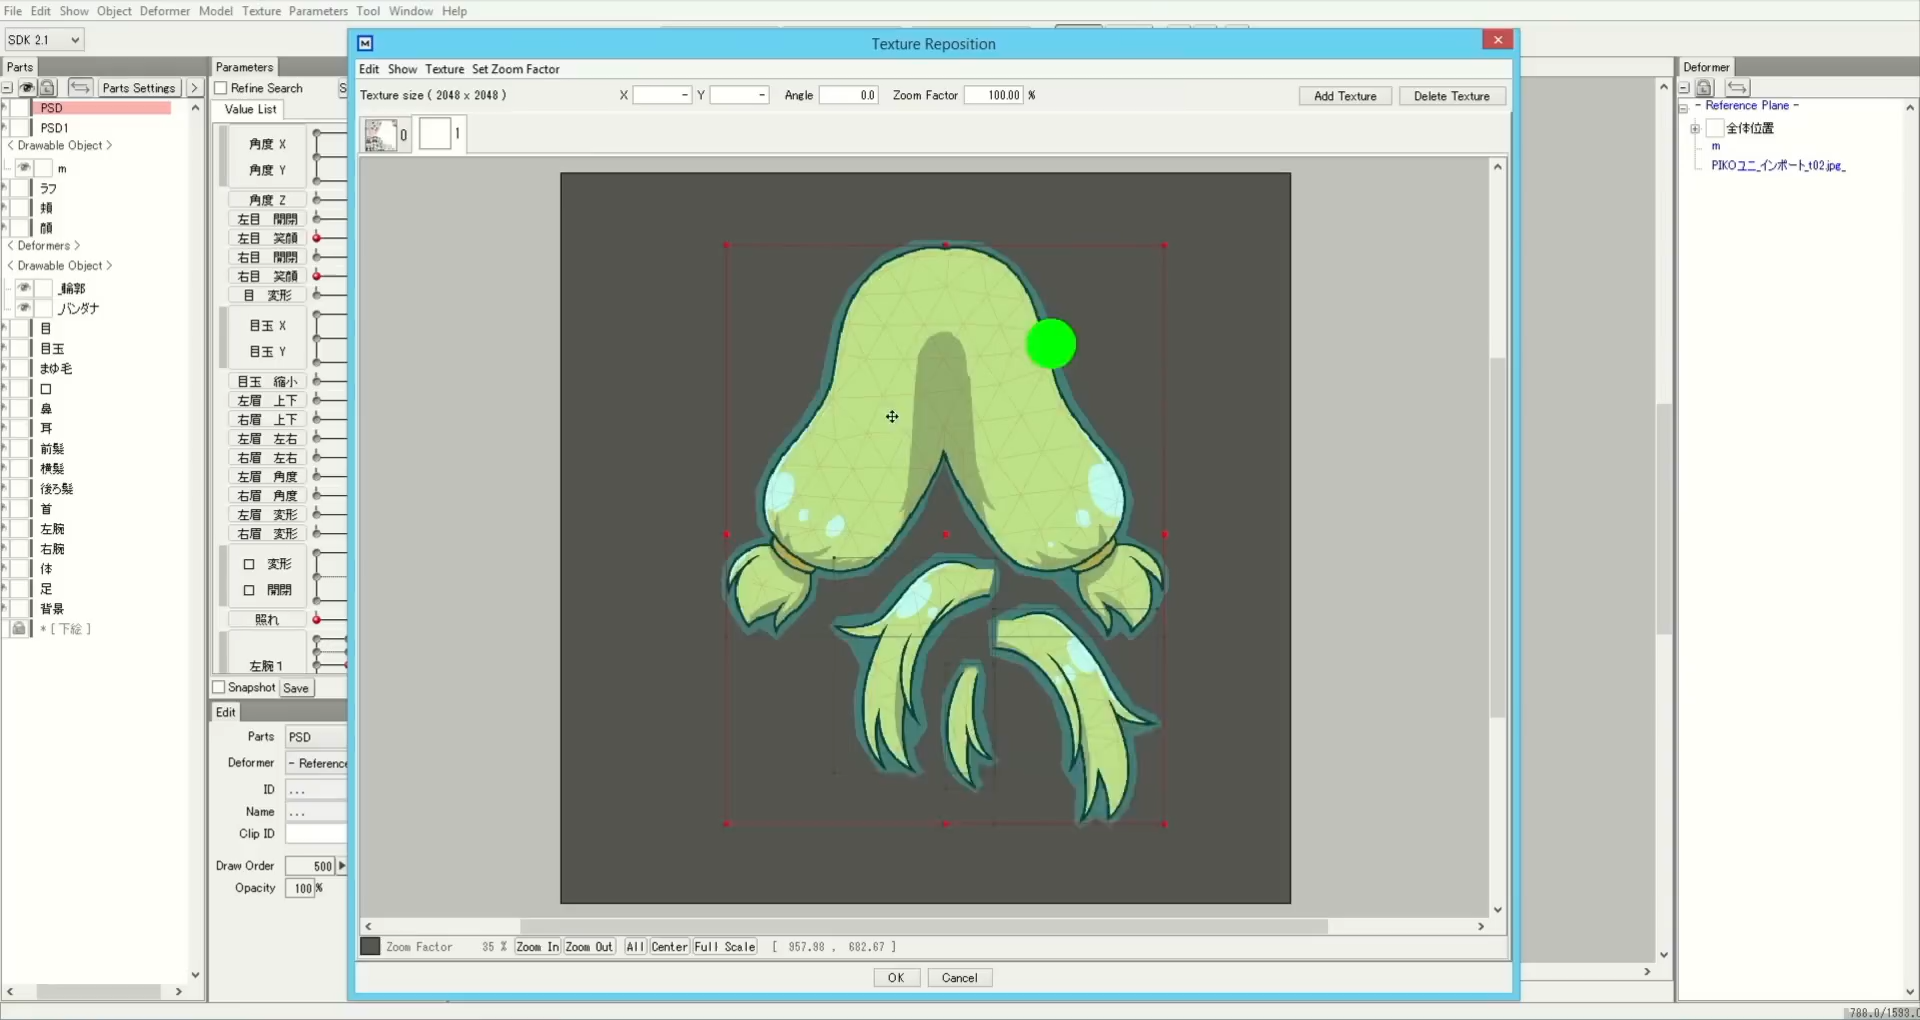 File Edit Show Object Deformer Model Texture Parameters Tool Window Help
SDK 2.1
Parts
Parts Settings
PSD
PSD1
< Drawable Object >
m
ラフ
頬
顔
< Deformers >
< Drawable Object >
_輪郭
_バンダナ
目
目玉
まゆ毛
口
鼻
耳
前髪
横髪
後ろ髪
首
左腕
右腕
体
足
背景
* [ 下絵 ]
Parameters
Refine Search
Value List
角度 X
角度 Y
角度 Z
左目 開閉
左目 笑顔
右目 開閉
右目 笑顔
目 変形
目玉 X
目玉 Y
目玉 縮小
左眉 上下
右眉 上下
左眉 左右
右眉 左右
左眉 角度
右眉 角度
左眉 変形
右眉 変形
口 変形
口 開閉
照れ
左腕1
Snapshot Save
Edit
Parts PSD
Deformer - Reference
ID ...
Name ...
Clip ID
Draw Order 500
Opacity 100 %
M Texture Reposition
Edit Show Texture Set Zoom Factor
Texture size ( 2048 x 2048 ) X - Y - Angle 0.0 Zoom Factor 100.00 % Add Texture Delete Texture
0 1
Zoom Factor 35 % Zoom In Zoom Out All Center Full Scale [ 957.98 , 682.67 ]
OK Cancel
Deformer
- Reference Plane -
全体位置
m
PIKOユニ_インポート_t02.jpg_